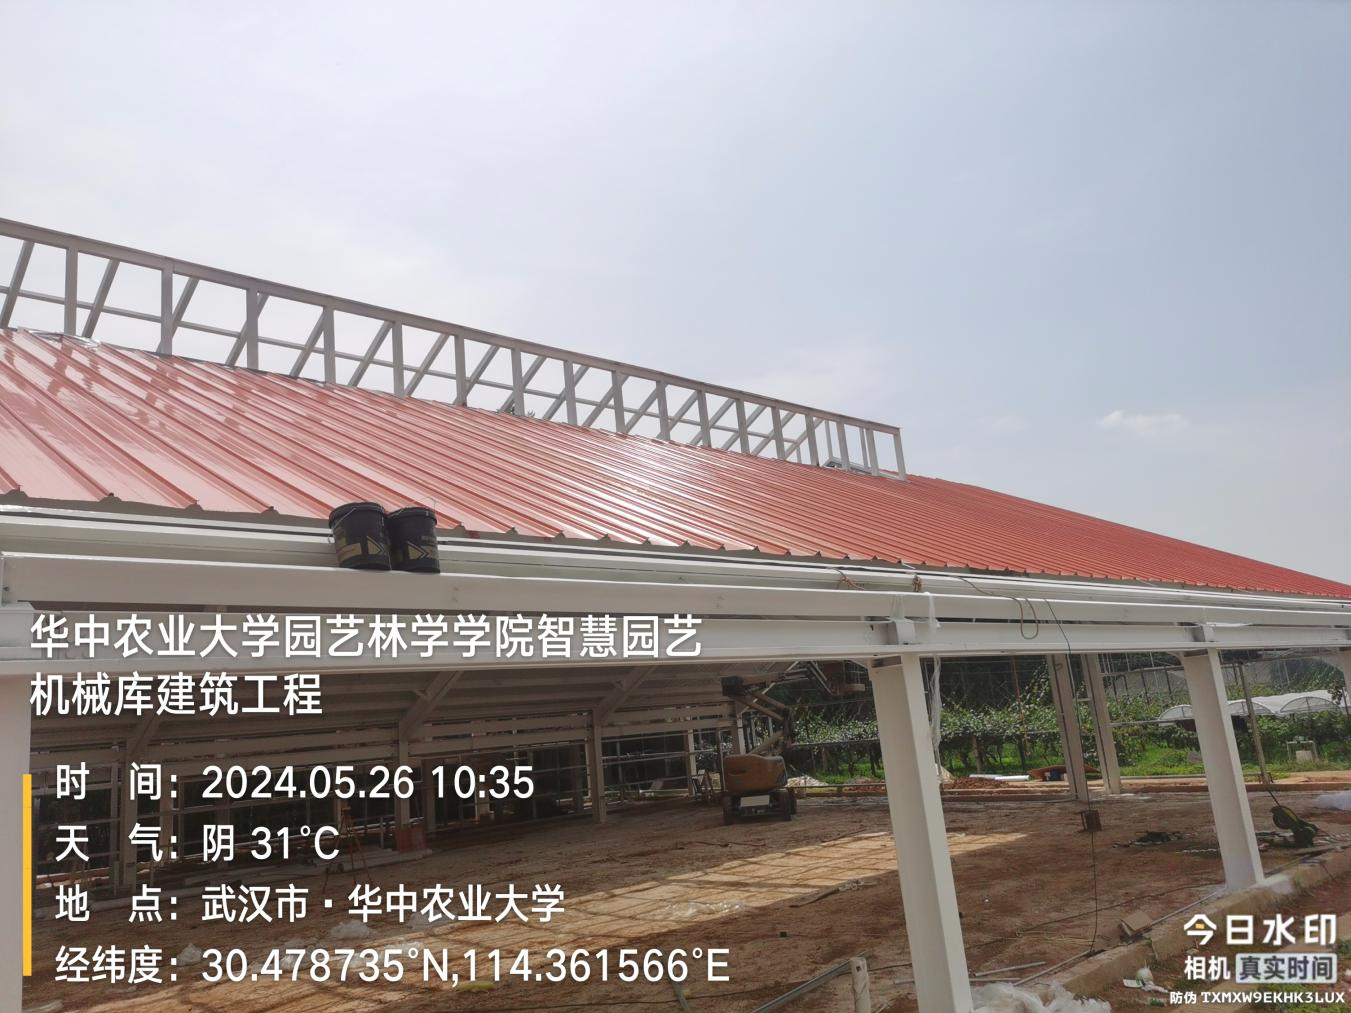 华中农业大学园艺林学学院智慧园艺
机械库建筑工程
时 间：2024.05.26 10:35
天 气：阴 31℃
地 点：武汉市·华中农业大学
经纬度：30.478735°N,114.361566°E
今日水印
相机 真实时间
防伪 TXMXW9EKHK3LUX